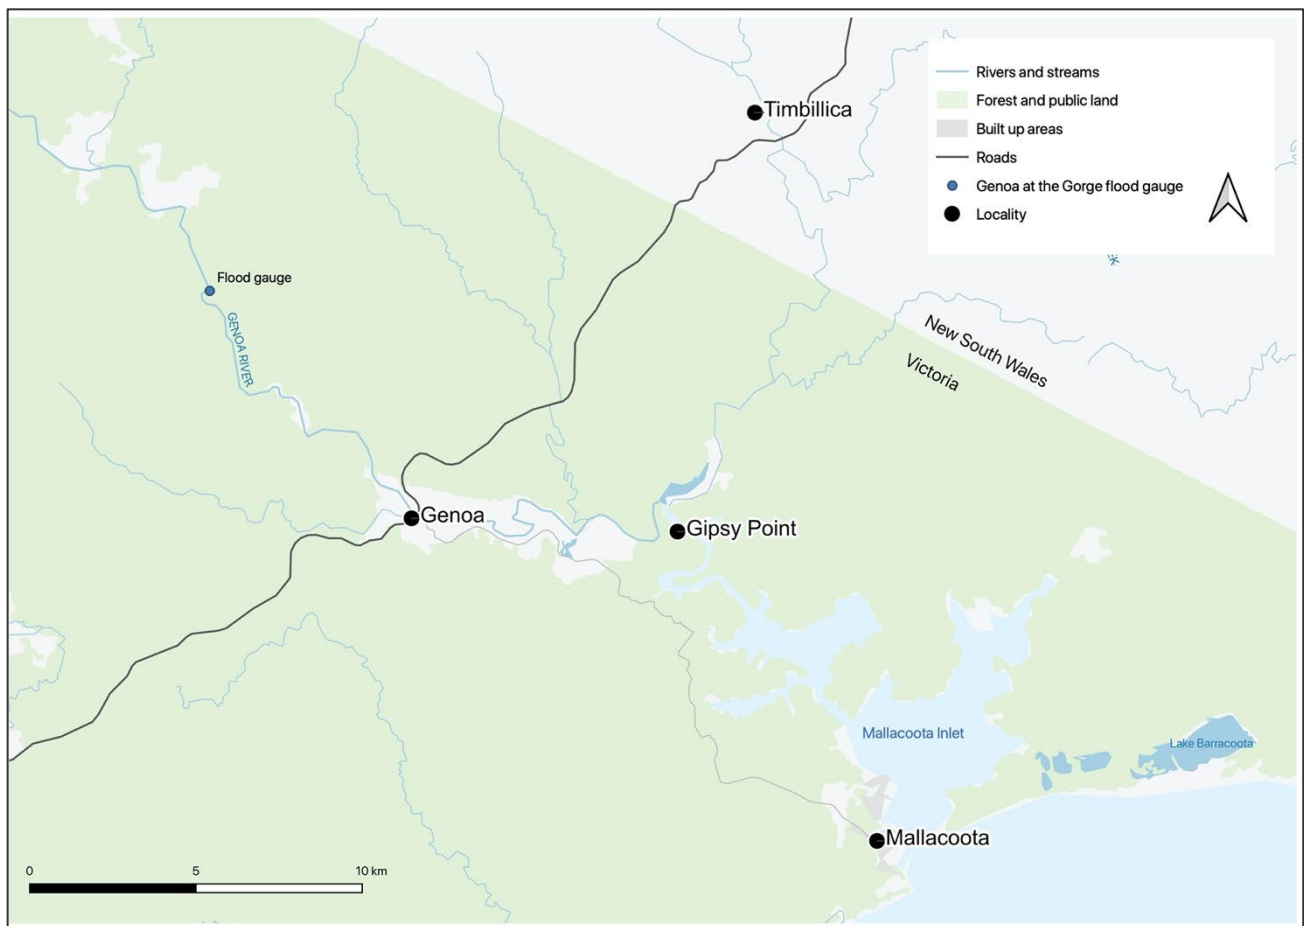 Timbillica
Rivers and streams
Forest and public land
Built up areas
Roads
Genoa at the Gorge flood gauge
Locality
Flood gauge
GENOA RIVER
New South Wales
Victoria
Genoa
Gipsy Point
Mallacoota Inlet
Lake Barracoota
Mallacoota
0 5 10 km